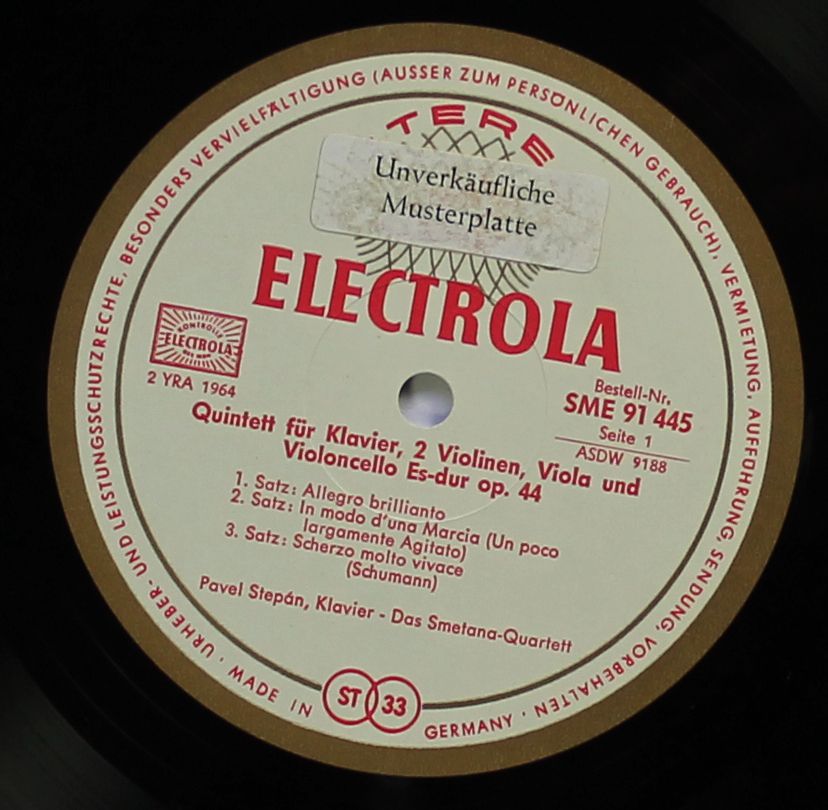 URHEBER- UND LEISTUNGSSCHUTZRECHTE, BESONDERS VERVIELFÄLTIGUNG (AUSSER ZUM PERSÖNLICHEN GEBRAUCH), VERMIETUNG, AUFFÜHRUNG, SENDUNG, VORBEHALTEN ·
TERE
Unverkäufliche
Musterplatte
ELECTROLA
KONTROLLE
ELECTROLA
2 YRA 1964
Bestell-Nr.
SME 91 445
Seite 1
ASDW 9188
Quintett für Klavier, 2 Violinen, Viola und
Violoncello Es-dur op. 44
1. Satz: Allegro brillianto
2. Satz: In modo d'una Marcia (Un poco
largamente Agitato)
3. Satz: Scherzo molto vivace
(Schumann)
Pavel Stepán, Klavier - Das Smetana-Quartett
· MADE IN
ST 33
GERMANY ·